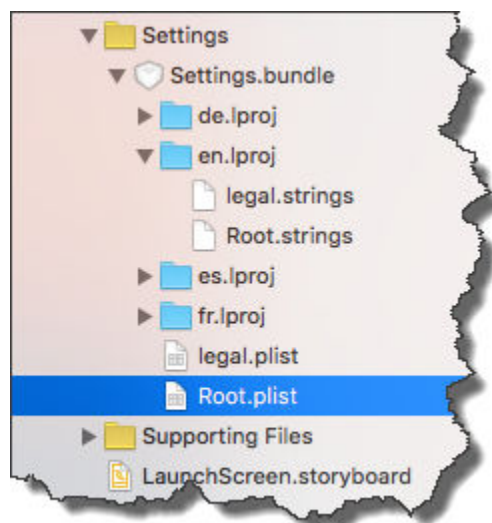 Settings
Settings.bundle
de.lproj
en.lproj
legal.strings
Root.strings
es.lproj
fr.lproj
legal.plist
Root.plist
Supporting Files
LaunchScreen.storyboard